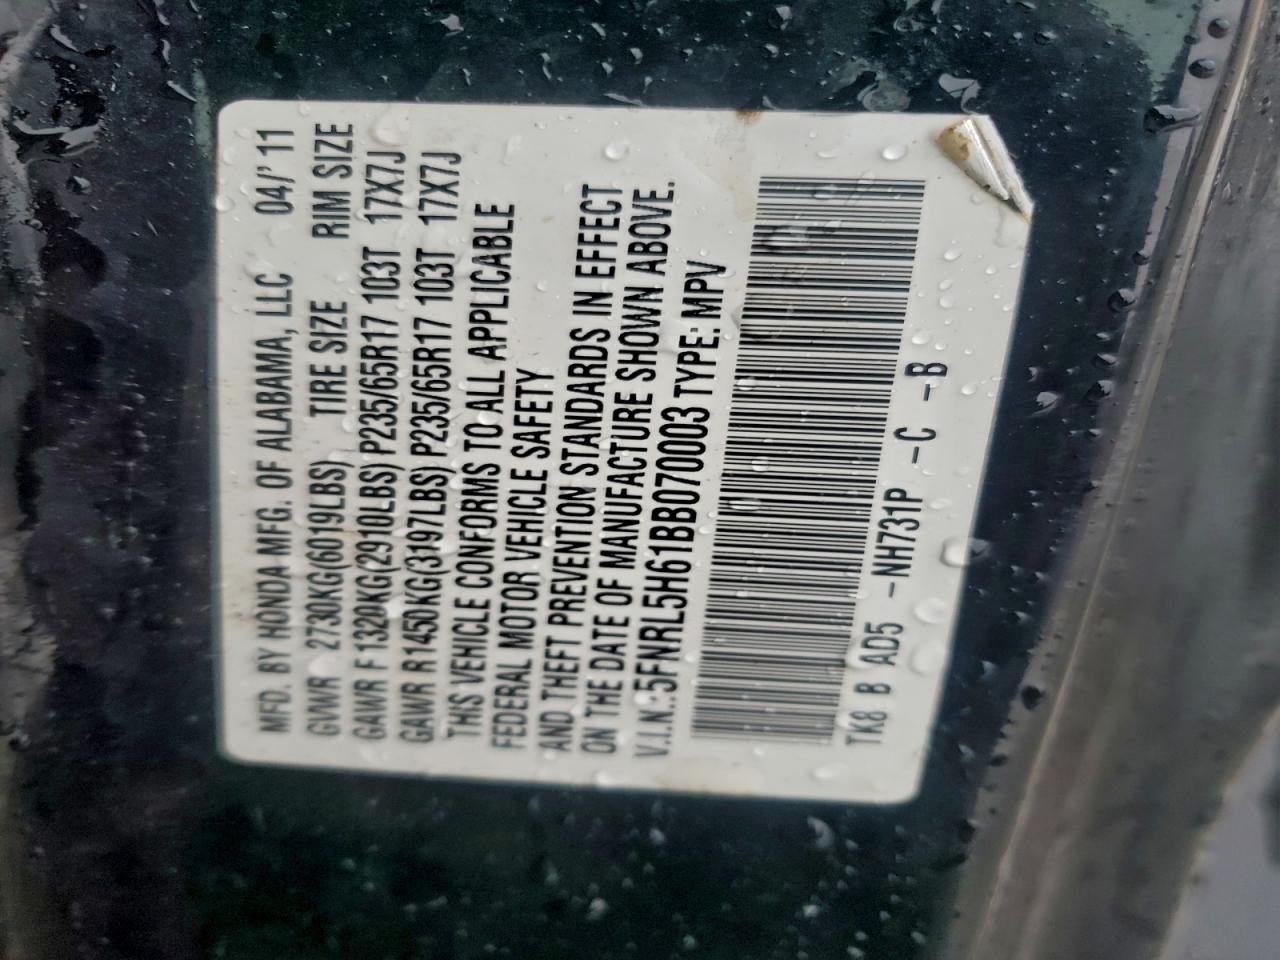 MFD. BY HONDA MFG. OF ALABAMA, LLC 04/' 11
GVWR 2730KG(6019LBS) TIRE SIZE RIM SIZE
GAWR F 1320KG(2910LBS) P235/65R17 103T 17X7J
GAWR R1450KG(3197LBS) P235/65R17 103T 17X7J
THIS VEHICLE CONFORMS TO ALL APPLICABLE
FEDERAL MOTOR VEHICLE SAFETY
AND THEFT PREVENTION STANDARDS IN EFFECT
ON THE DATE OF MANUFACTURE SHOWN ABOVE.
V.I.N.:5FNRL5H61BB070003 TYPE: MPV
TK8 B AD5 -NH731P -C -B